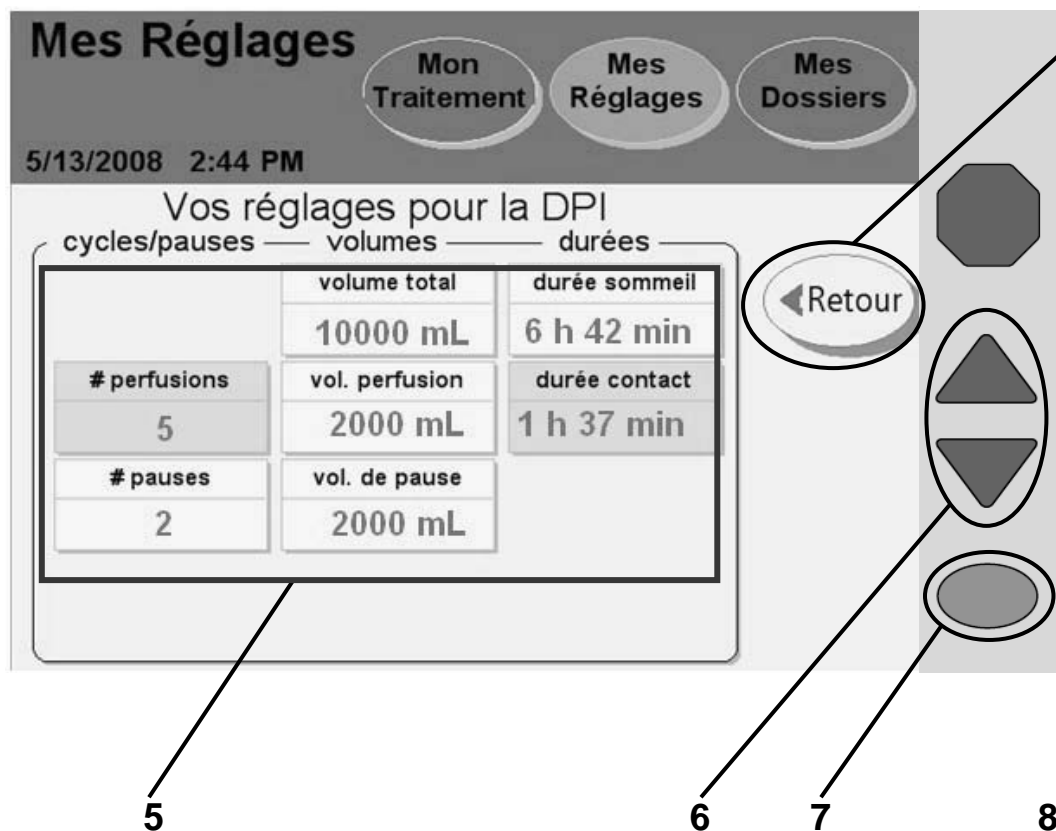 Mes Réglages
Mon Traitement
Mes Réglages
Mes Dossiers
5/13/2008 2:44 PM
Vos réglages pour la DPI
cycles/pauses volumes durées
volume total
10000 mL
durée sommeil
6 h 42 min
# perfusions
5
vol. perfusion
2000 mL
durée contact
1 h 37 min
# pauses
2
vol. de pause
2000 mL
Retour
5 6 7 8